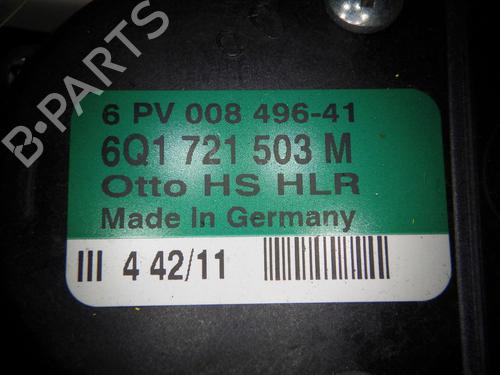 B-PARTS
6 PV 008 496-41
6Q1 721 503 M
Otto HS HLR
Made In Germany
III 4 42/11